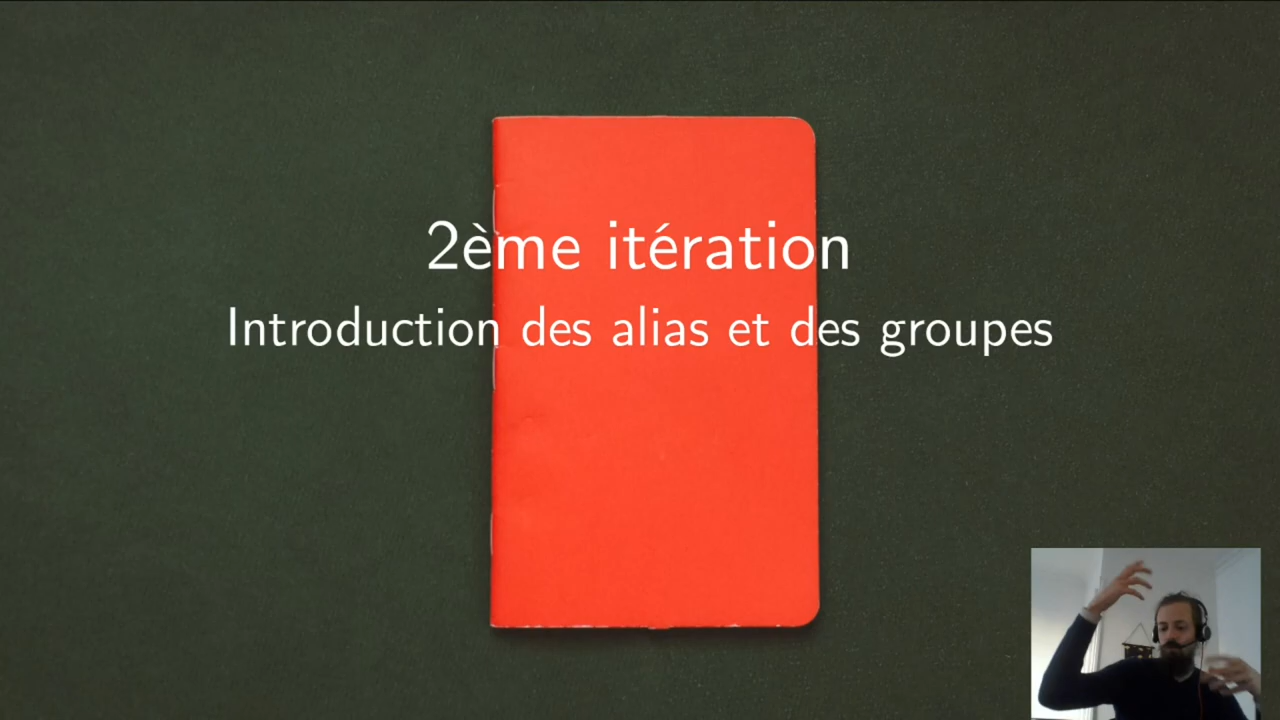 2ème itération
Introduction des alias et des groupes